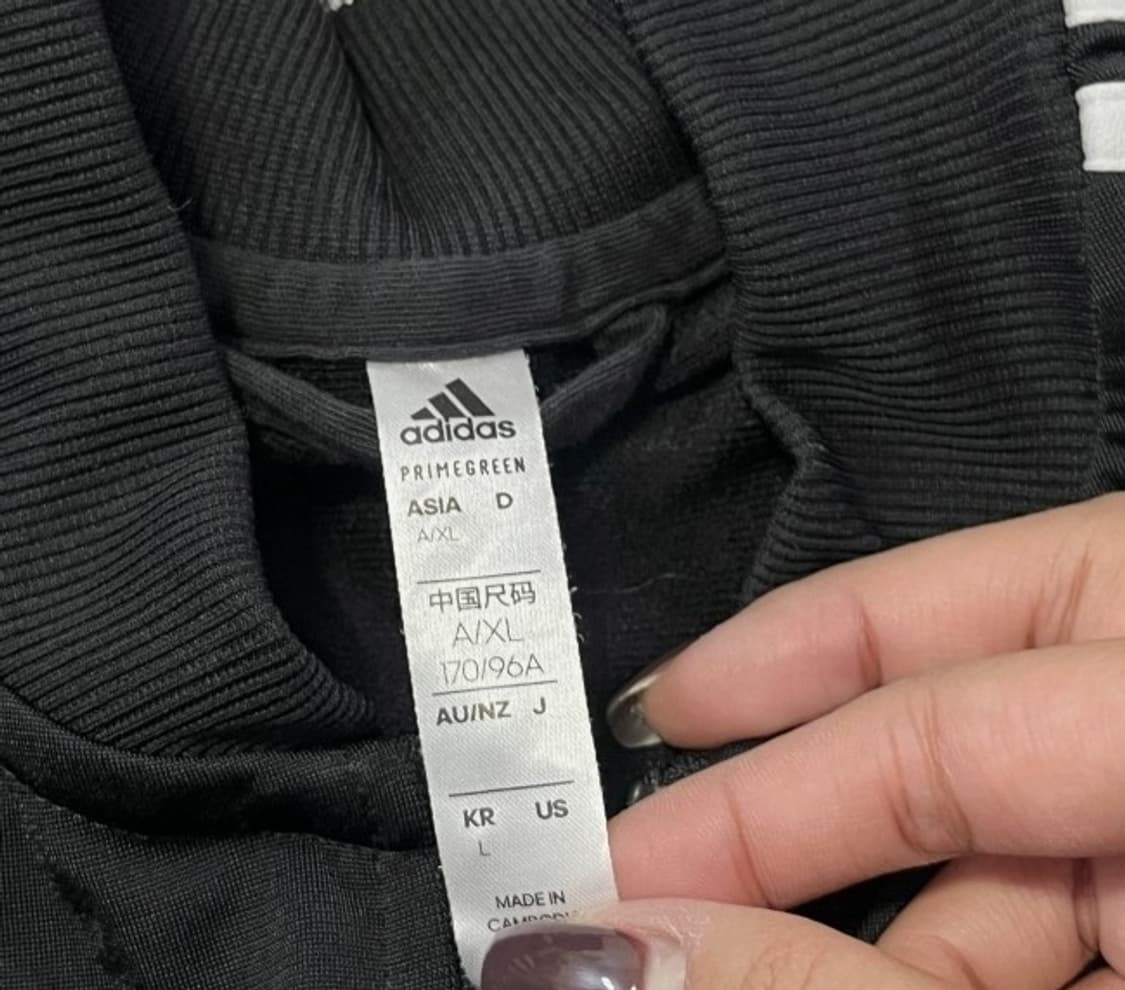 adidas
PRIMEGREEN
ASIA D
A/XL
中国尺码
A/XL
170/96A
AU/NZ J
KR US
L
MADE IN